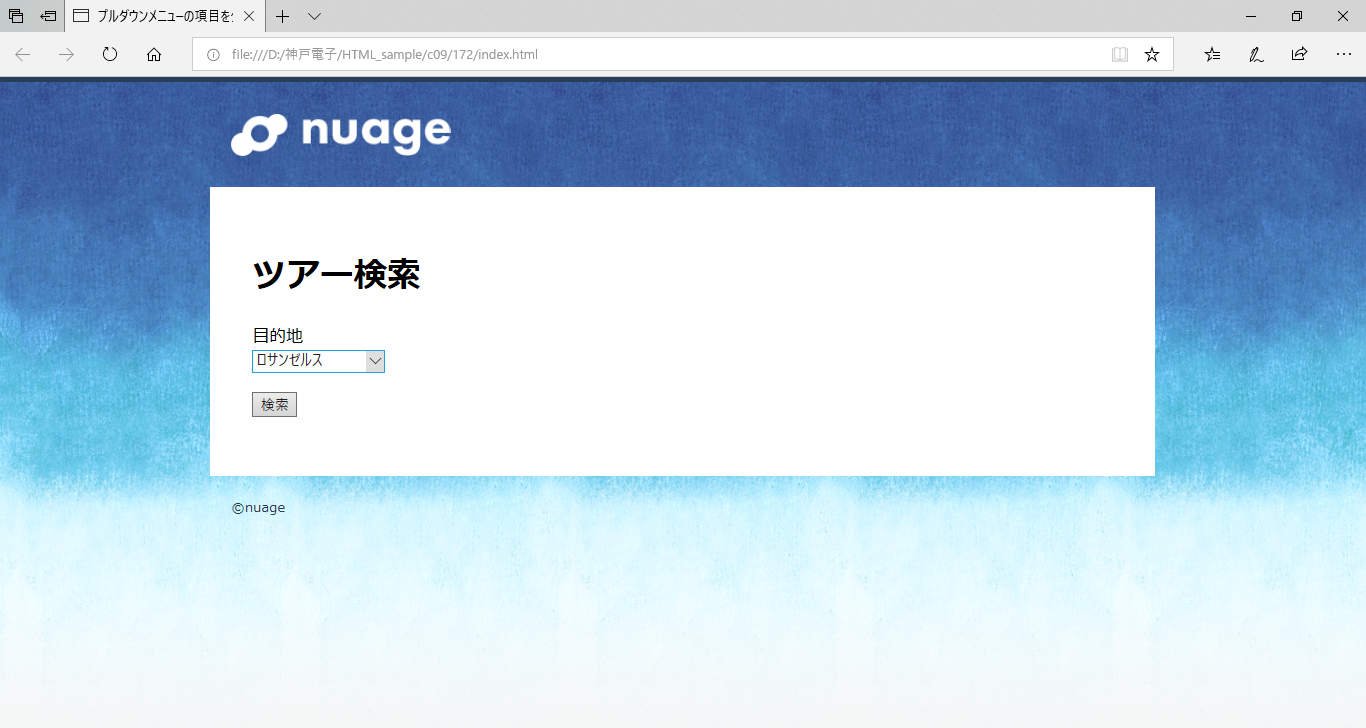 プルダウンメニューの項目を
file:///D:/神戸電子/HTML_sample/c09/172/index.html
nuage
ツアー検索
目的地
ロサンゼルス
検索
©nuage